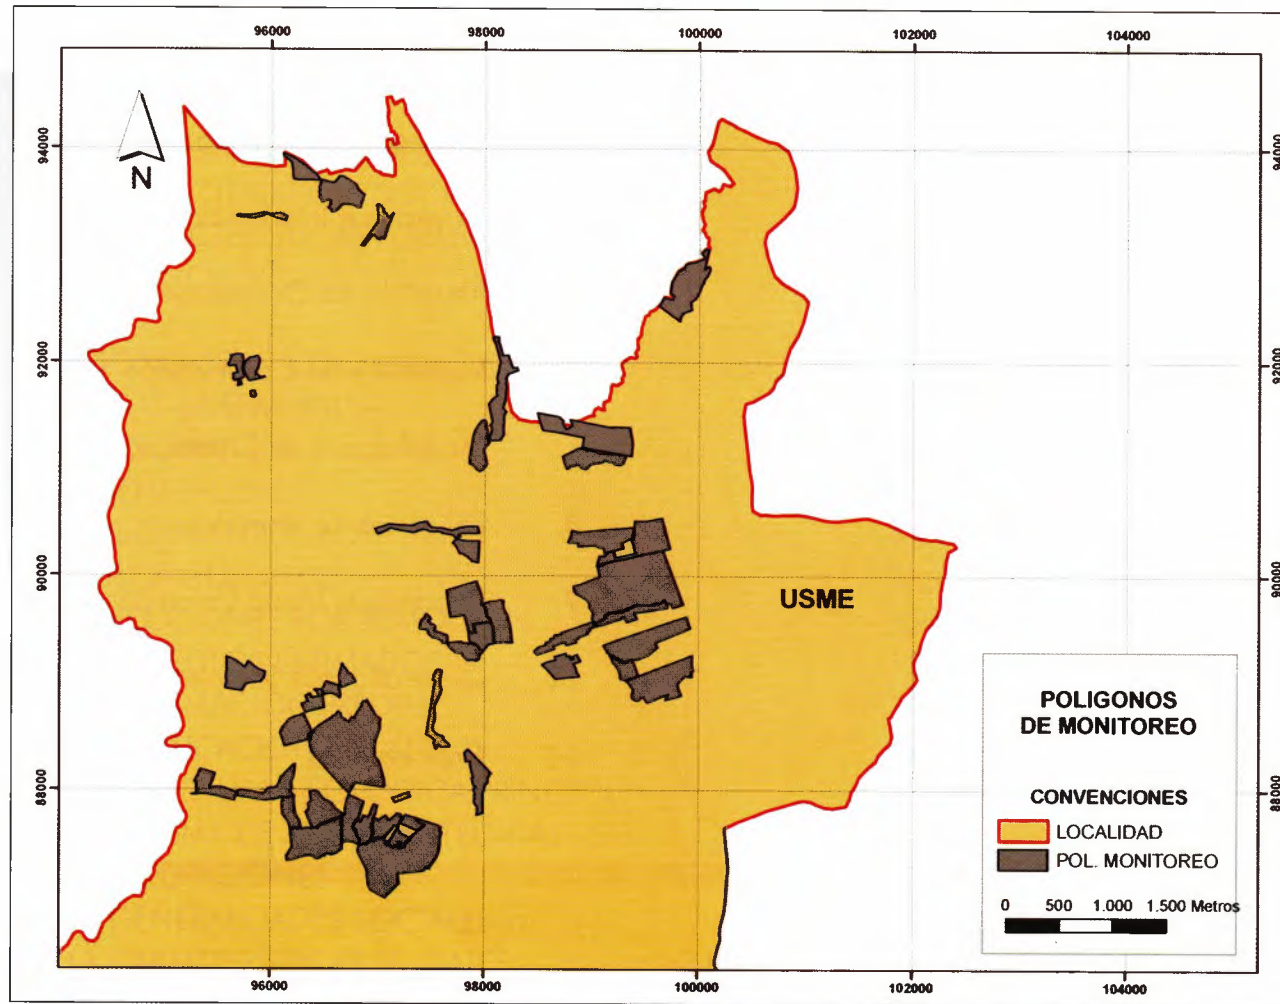 96000 98000 100000 102000 104000
94000 94000
N
92000 92000
90000 90000
USME
POLIGONOS
DE MONITOREO
88000 88000
CONVENCIONES
LOCALIDAD
POL. MONITOREO
0 500 1.000 1.500 Metros
96000 98000 100000 102000 104000